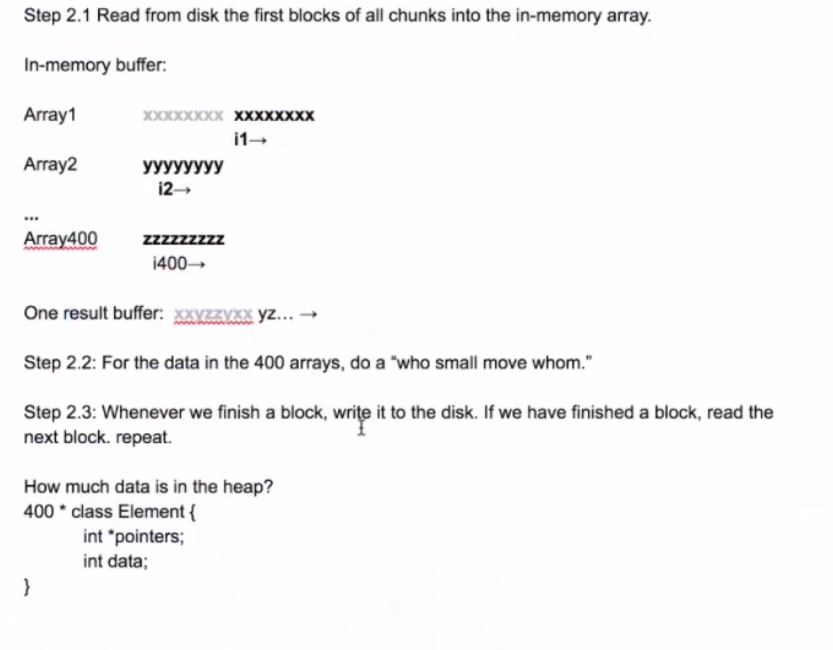 Step 2.1 Read from disk the first blocks of all chunks into the in-memory array.
In-memory buffer:
Array1 xxxxxxxx xxxxxxxx
i1→
Array2 yyyyyyyy
i2→
...
Array400 zzzzzzzzz
i400→
One result buffer: xxyzzyxx yz... →
Step 2.2: For the data in the 400 arrays, do a “who small move whom.”
Step 2.3: Whenever we finish a block, write it to the disk. If we have finished a block, read the
next block. repeat.
How much data is in the heap?
400 * class Element {
int *pointers;
int data;
}